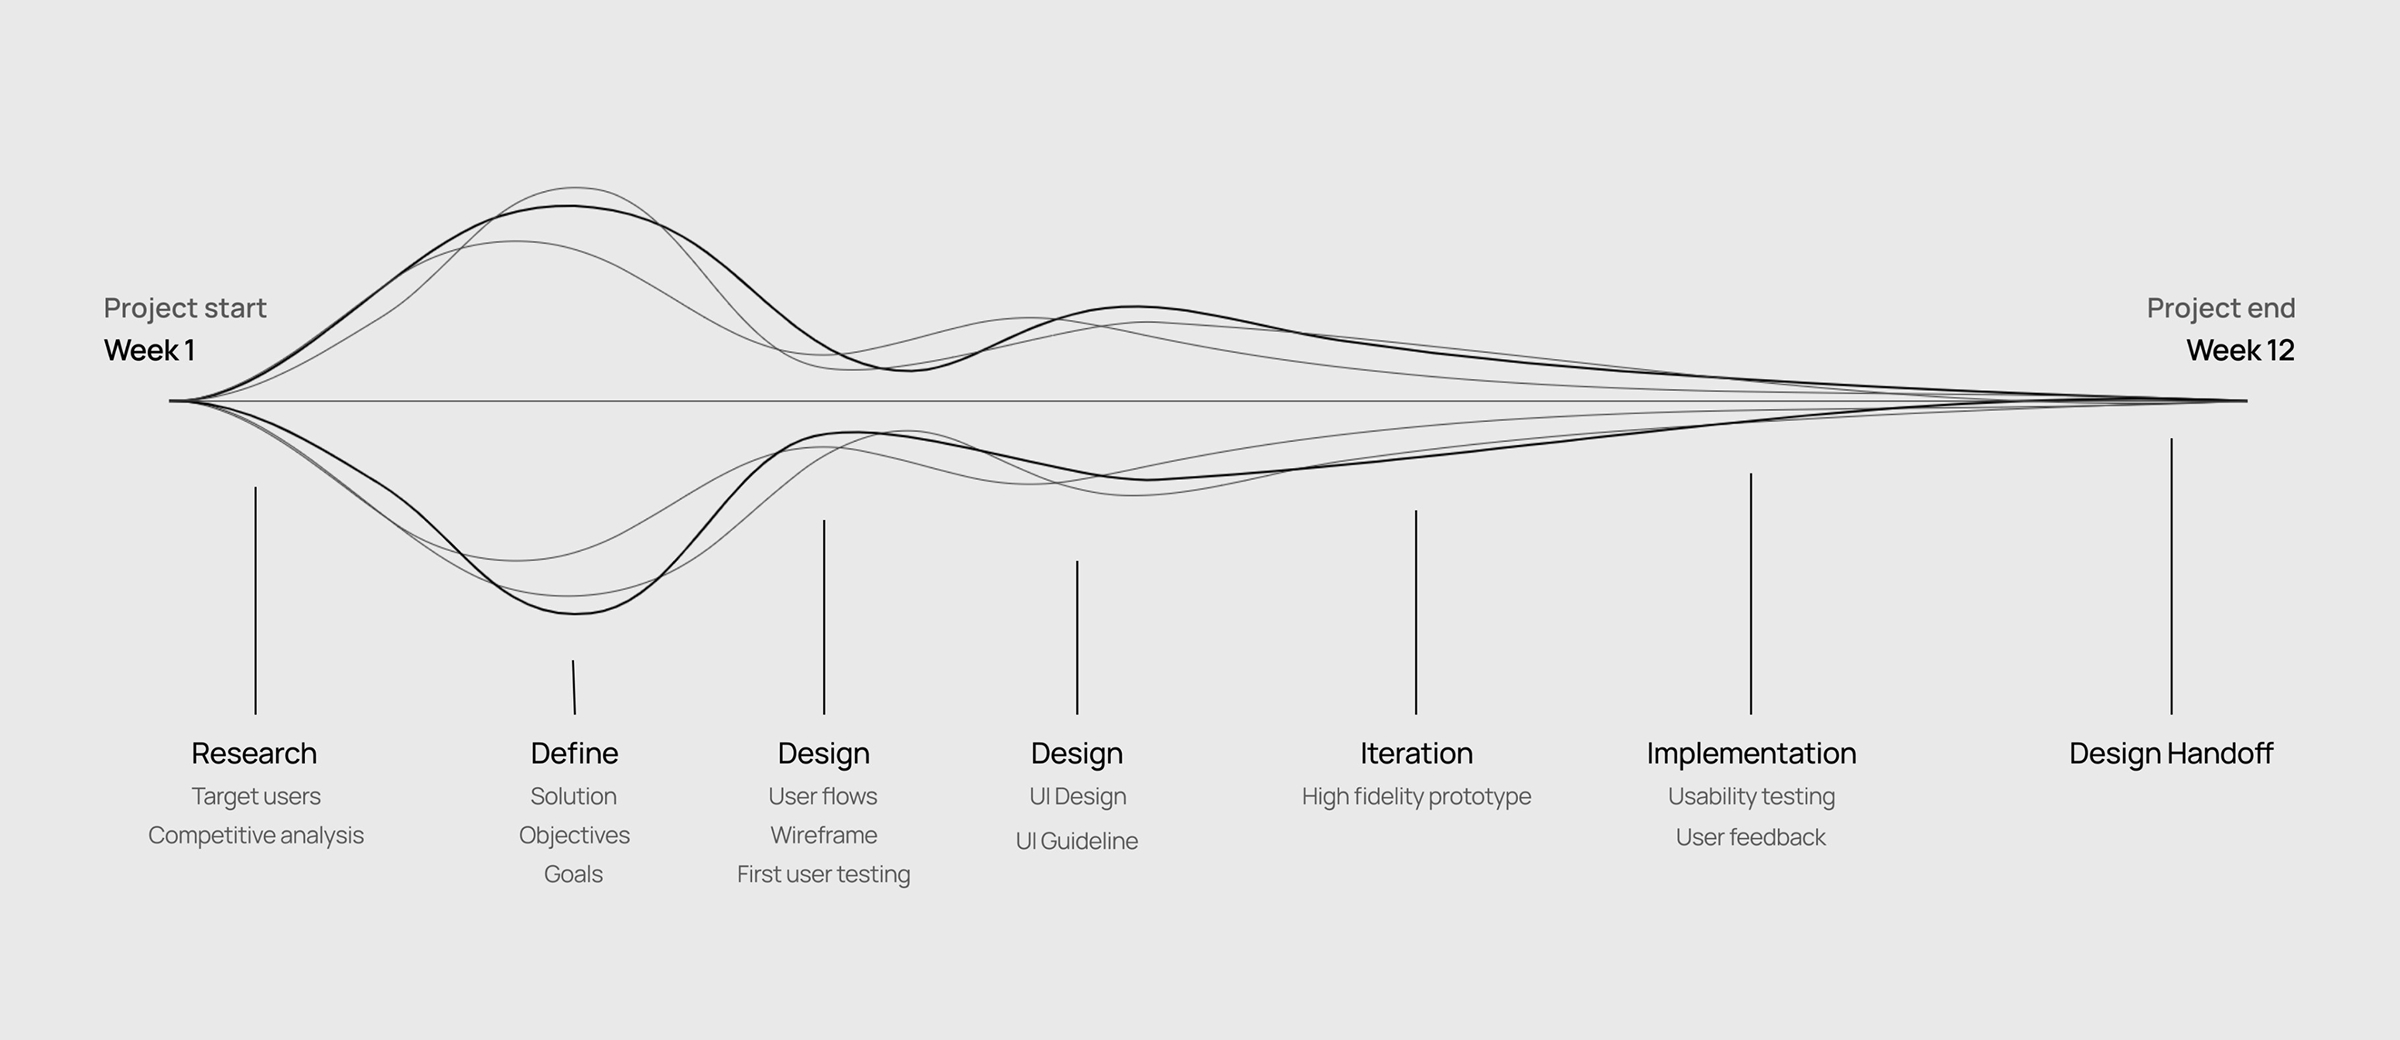 Project start
Week 1
Project end
Week 12
Research
Target users
Competitive analysis
Define
Solution
Objectives
Goals
Design
User flows
Wireframe
First user testing
Design
UI Design
UI Guideline
Iteration
High fidelity prototype
Implementation
Usability testing
User feedback
Design Handoff